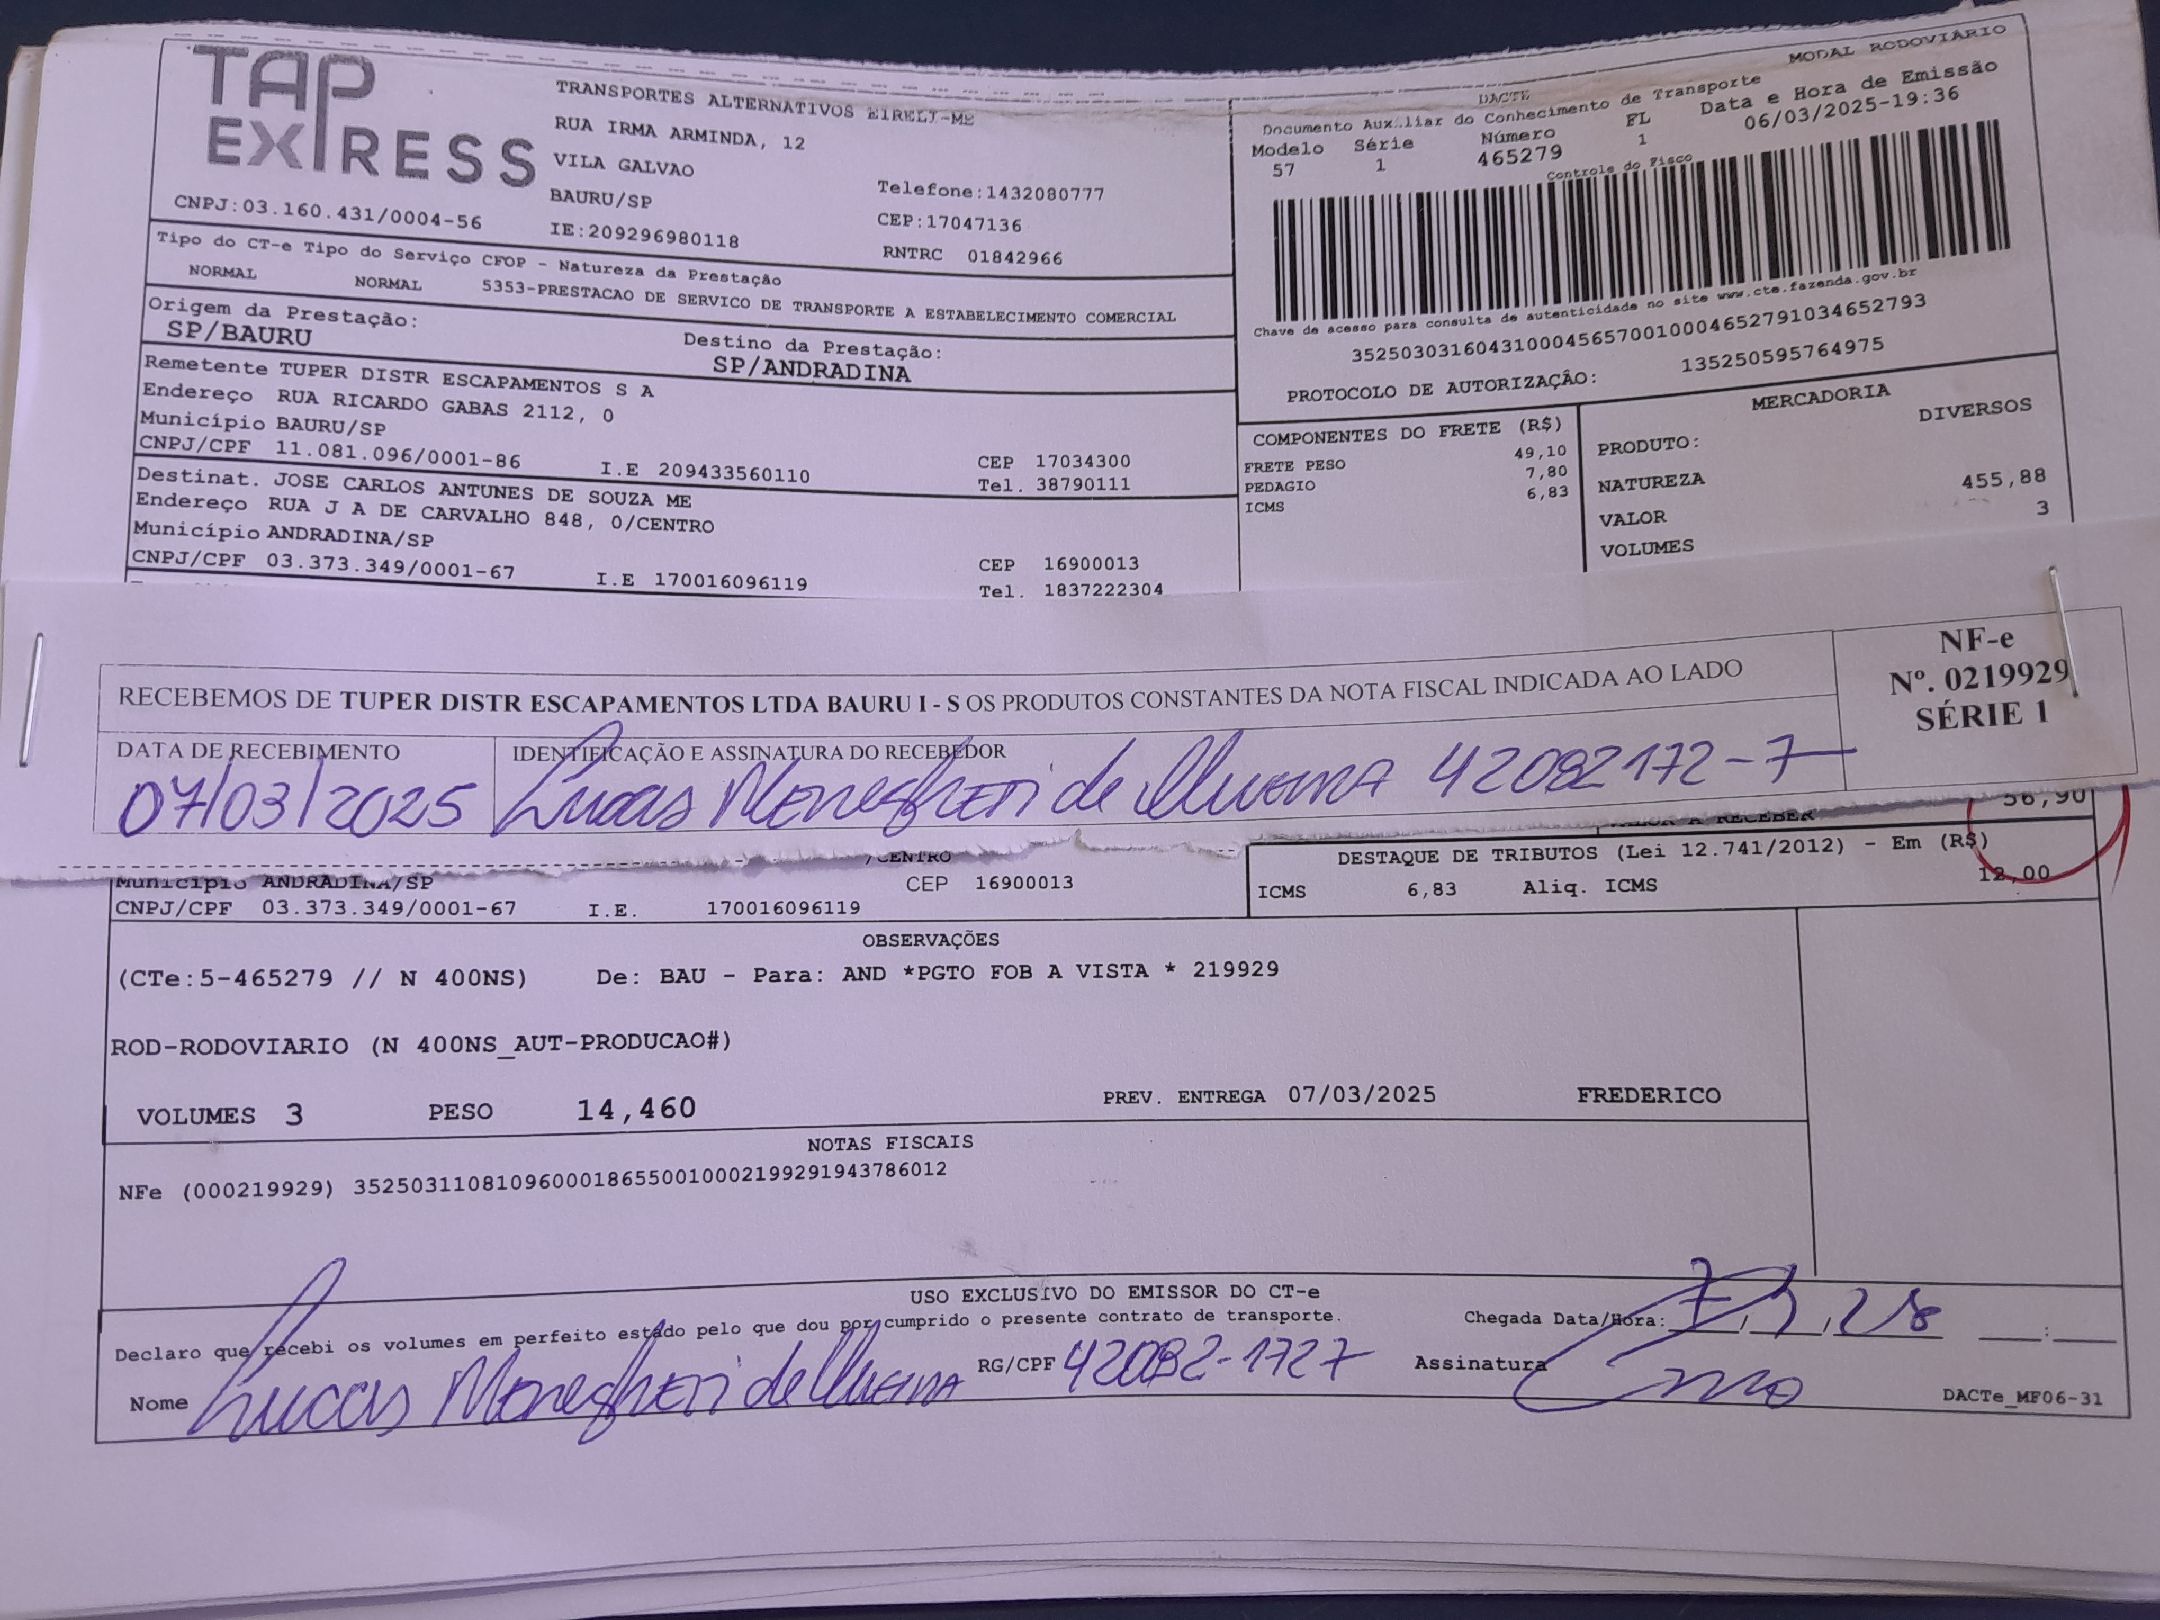 TAP EXPRESS
TRANSPORTES ALTERNATIVOS EIRELI-ME
RUA IRMA ARMINDA, 12
VILA GALVAO
BAURU/SP
Telefone:1432080777
CEP:17047136
CNPJ:03.160.431/0004-56
IE:209296980118
RNTRC 01842966
Tipo do CT-e Tipo do Serviço CFOP - Natureza da Prestação
NORMAL NORMAL 5353-PRESTACAO DE SERVICO DE TRANSPORTE A ESTABELECIMENTO COMERCIAL
Origem da Prestação:
SP/BAURU
Destino da Prestação:
SP/ANDRADINA
Remetente TUPER DISTR ESCAPAMENTOS S A
Endereço RUA RICARDO GABAS 2112, 0
Município BAURU/SP
CEP 17034300
CNPJ/CPF 11.081.096/0001-86 I.E 209433560110 Tel. 38790111
Destinat. JOSE CARLOS ANTUNES DE SOUZA ME
Endereço RUA J A DE CARVALHO 848, 0/CENTRO
Município ANDRADINA/SP
CEP 16900013
CNPJ/CPF 03.373.349/0001-67 I.E 170016096119 Tel. 1837222304
DACTE
MODAL RODOVIÁRIO
Documento Auxiliar do Conhecimento de Transporte
Modelo Série Número FL Data e Hora de Emissão
57 1 465279 1 06/03/2025-19:36
Controle do Fisco
Chave de acesso para consulta de autenticidade no site www.cte.fazenda.gov.br
35250303160431000456570010004652791034652793
PROTOCOLO DE AUTORIZAÇÃO: 135250595764975
COMPONENTES DO FRETE (R$)
FRETE PESO 49,10
PEDAGIO 7,80
ICMS 6,83
MERCADORIA
PRODUTO: DIVERSOS
NATUREZA
VALOR 455,88
VOLUMES 3
RECEBEMOS DE TUPER DISTR ESCAPAMENTOS LTDA BAURU I - S OS PRODUTOS CONSTANTES DA NOTA FISCAL INDICADA AO LADO
NF-e
Nº. 0219929
SÉRIE 1
DATA DE RECEBIMENTO
07/03/2025
IDENTIFICAÇÃO E ASSINATURA DO RECEBEDOR
Lucas Menegheti de Oliveira 42092172-7
VALOR A RECEBER 56,90
/CENTRO
Município ANDRADINA/SP CEP 16900013
CNPJ/CPF 03.373.349/0001-67 I.E. 170016096119
DESTAQUE DE TRIBUTOS (Lei 12.741/2012) - Em (R$)
ICMS 6,83 Aliq. ICMS 12,00
OBSERVAÇÕES
(CTe:5-465279 // N 400NS) De: BAU - Para: AND *PGTO FOB A VISTA * 219929
ROD-RODOVIARIO (N 400NS_AUT-PRODUCAO#)
VOLUMES 3 PESO 14,460 PREV. ENTREGA 07/03/2025 FREDERICO
NOTAS FISCAIS
NFe (000219929) 35250311081096000186550010002199291943786012
USO EXCLUSIVO DO EMISSOR DO CT-e
Declaro que recebi os volumes em perfeito estado pelo que dou por cumprido o presente contrato de transporte.
Chegada Data/Hora:
Nome Lucas Menegheti de Oliveira RG/CPF 42092-1727 Assinatura
DACTe_MF06-31